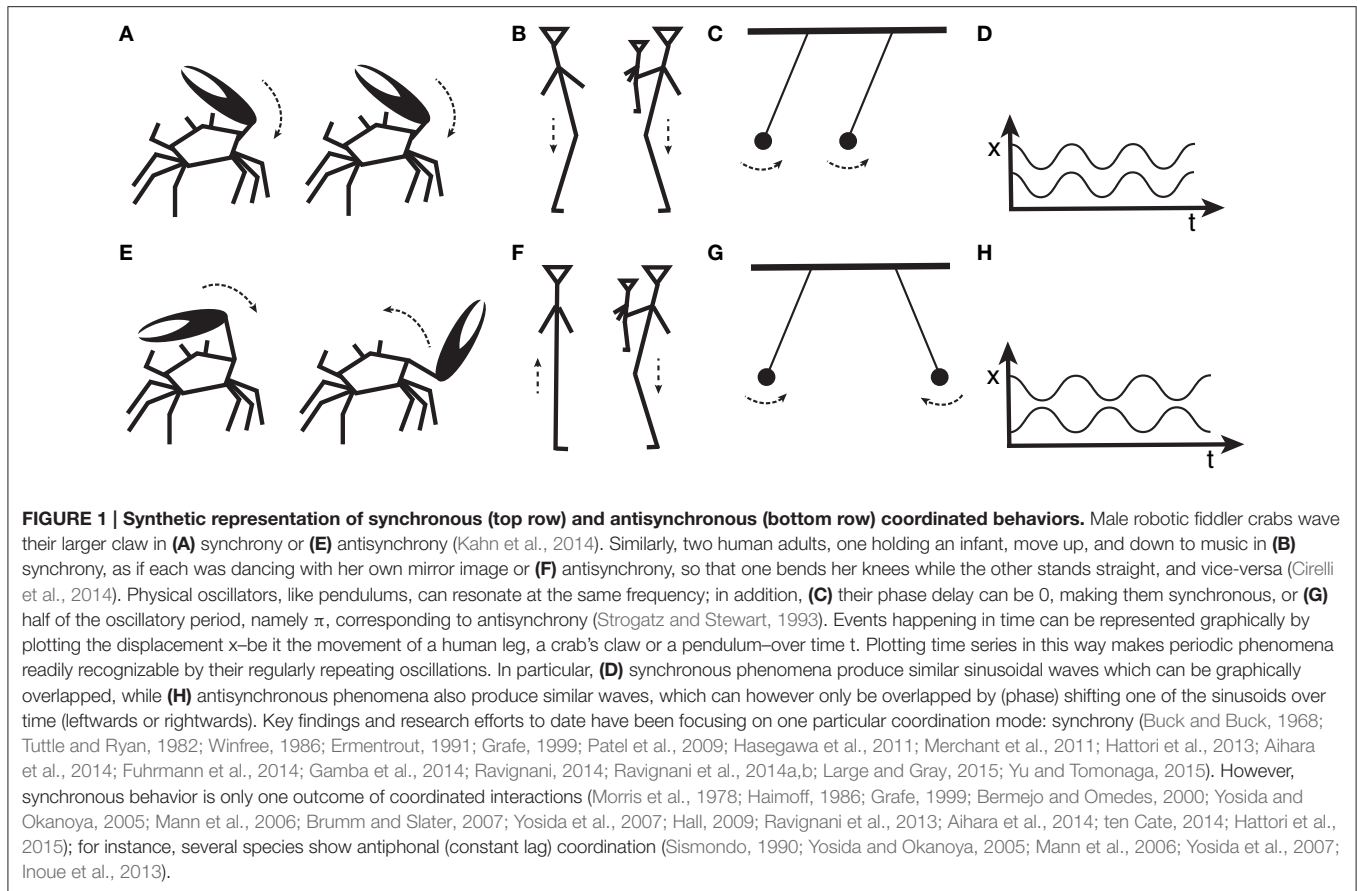 A B C D
x
t
E F G H
x
t
FIGURE 1 | Synthetic representation of synchronous (top row) and antisynchronous (bottom row) coordinated behaviors. Male robotic fiddler crabs wave
their larger claw in (A) synchrony or (E) antisynchrony (Kahn et al., 2014). Similarly, two human adults, one holding an infant, move up, and down to music in (B)
synchrony, as if each was dancing with her own mirror image or (F) antisynchrony, so that one bends her knees while the other stands straight, and vice-versa (Cirelli
et al., 2014). Physical oscillators, like pendulums, can resonate at the same frequency; in addition, (C) their phase delay can be 0, making them synchronous, or (G)
half of the oscillatory period, namely π, corresponding to antisynchrony (Strogatz and Stewart, 1993). Events happening in time can be represented graphically by
plotting the displacement x–be it the movement of a human leg, a crab's claw or a pendulum–over time t. Plotting time series in this way makes periodic phenomena
readily recognizable by their regularly repeating oscillations. In particular, (D) synchronous phenomena produce similar sinusoidal waves which can be graphically
overlapped, while (H) antisynchronous phenomena also produce similar waves, which can however only be overlapped by (phase) shifting one of the sinusoids over
time (leftwards or rightwards). Key findings and research efforts to date have been focusing on one particular coordination mode: synchrony (Buck and Buck, 1968;
Tuttle and Ryan, 1982; Winfree, 1986; Ermentrout, 1991; Grafe, 1999; Patel et al., 2009; Hasegawa et al., 2011; Merchant et al., 2011; Hattori et al., 2013; Aihara
et al., 2014; Fuhrmann et al., 2014; Gamba et al., 2014; Ravignani, 2014; Ravignani et al., 2014a,b; Large and Gray, 2015; Yu and Tomonaga, 2015). However,
synchronous behavior is only one outcome of coordinated interactions (Morris et al., 1978; Haimoff, 1986; Grafe, 1999; Bermejo and Omedes, 2000; Yosida and
Okanoya, 2005; Mann et al., 2006; Brumm and Slater, 2007; Yosida et al., 2007; Hall, 2009; Ravignani et al., 2013; Aihara et al., 2014; ten Cate, 2014; Hattori et al.,
2015); for instance, several species show antiphonal (constant lag) coordination (Sismondo, 1990; Yosida and Okanoya, 2005; Mann et al., 2006; Yosida et al., 2007;
Inoue et al., 2013).